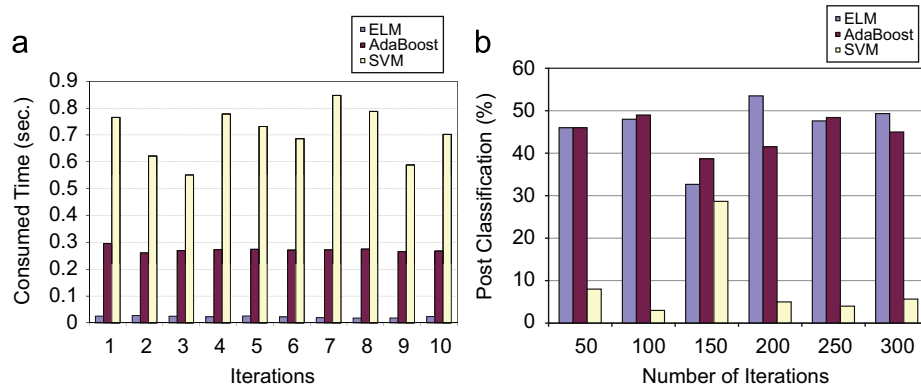 a
ELM
AdaBoost
SVM
Consumed Time (sec.)
0.9
0.8
0.7
0.6
0.5
0.4
0.3
0.2
0.1
0
1 2 3 4 5 6 7 8 9 10
Iterations
b
ELM
AdaBoost
SVM
Post Classification (%)
60
50
40
30
20
10
0
50 100 150 200 250 300
Number of Iterations